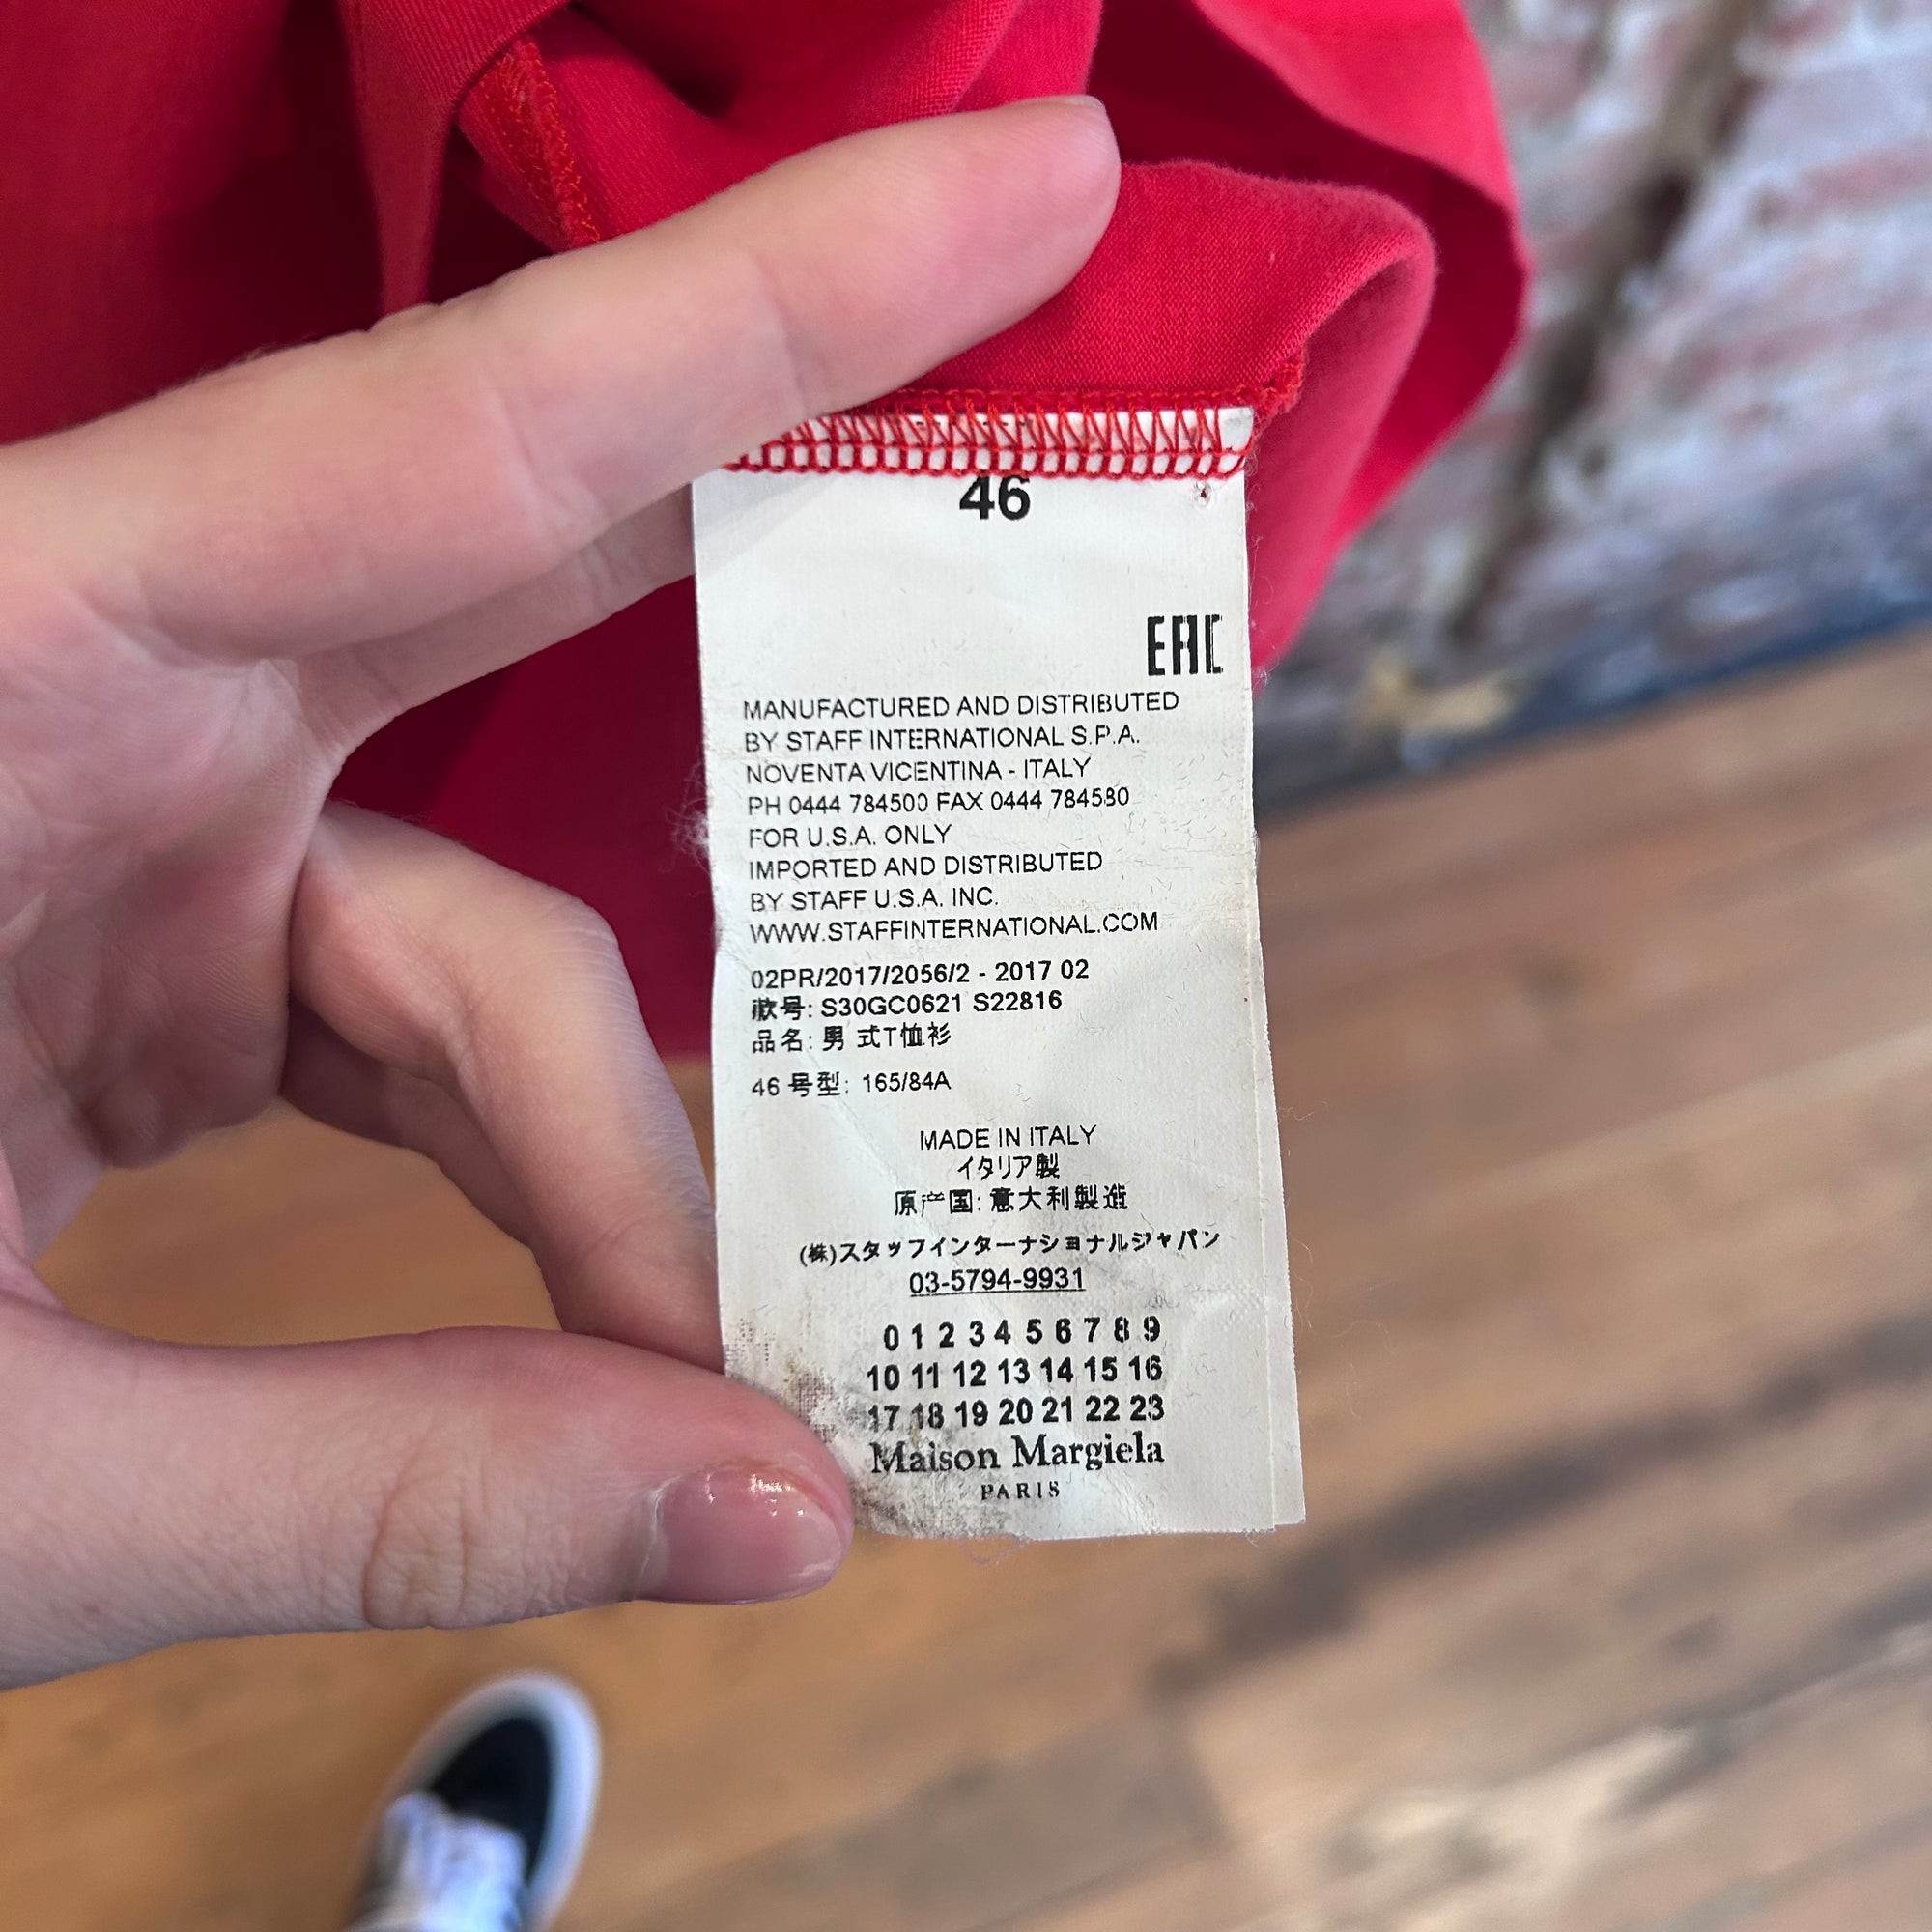 46
EAC
MANUFACTURED AND DISTRIBUTED
BY STAFF INTERNATIONAL S.P.A.
NOVENTA VICENTINA - ITALY
PH 0444 784500 FAX 0444 784580
FOR U.S.A. ONLY
IMPORTED AND DISTRIBUTED
BY STAFF U.S.A. INC.
WWW.STAFFINTERNATIONAL.COM
02PR/2017/2056/2 - 2017 02
款号: S30GC0621 S22816
品名: 男 式T恤衫
46 号型: 165/84A
MADE IN ITALY
イタリア製
原产国: 意大利製造
(株)スタッフインターナショナルジャパン
03-5794-9931
0 1 2 3 4 5 6 7 8 9
10 11 12 13 14 15 16
17 18 19 20 21 22 23
Maison Margiela
PARIS